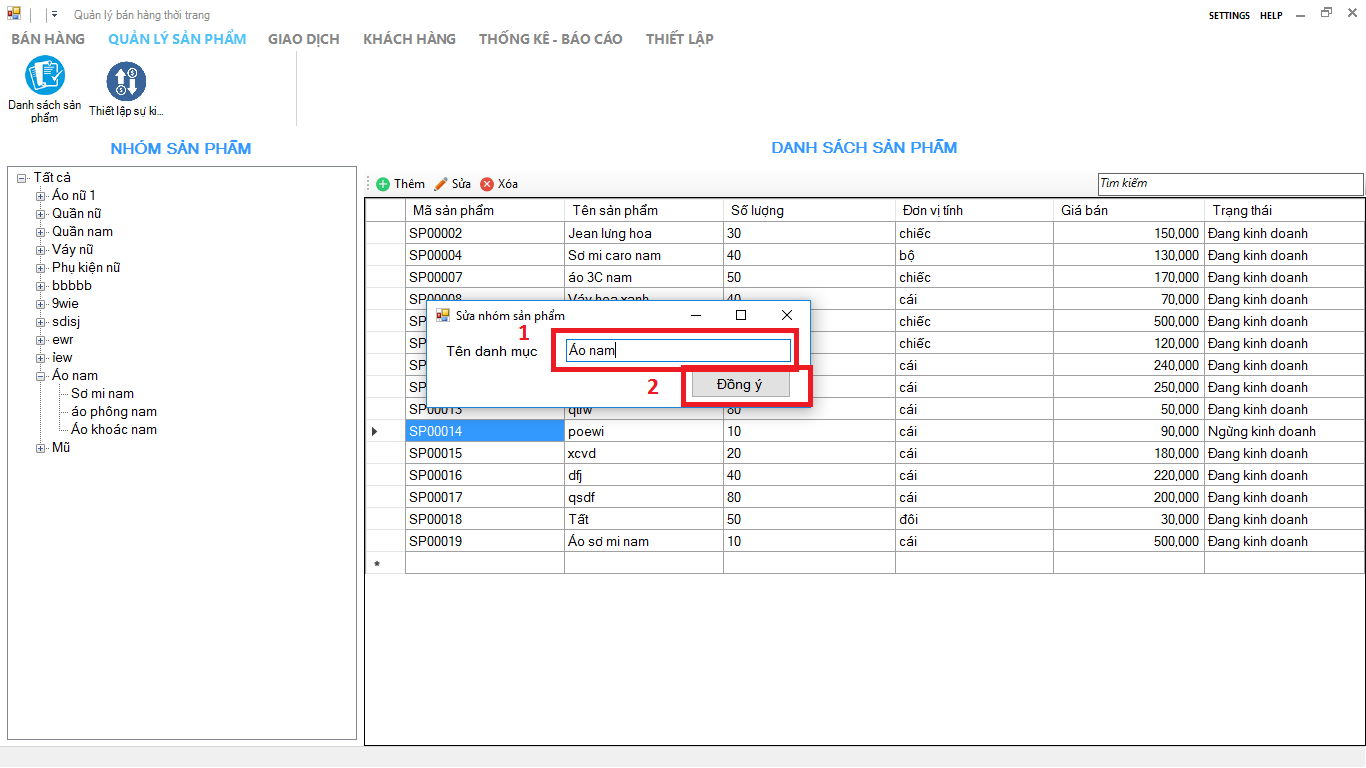 Quản lý bán hàng thời trang
SETTINGS HELP
BÁN HÀNG QUẢN LÝ SẢN PHẨM GIAO DỊCH KHÁCH HÀNG THỐNG KÊ - BÁO CÁO THIẾT LẬP
Danh sách sản phẩm
Thiết lập sự ki...
NHÓM SẢN PHẨM
Tất cả
Áo nữ 1
Quần nữ
Quần nam
Váy nữ
Phụ kiện nữ
bbbbb
9wie
sdisj
ewr
iew
Áo nam
Sơ mi nam
áo phông nam
Áo khoác nam
Mũ
DANH SÁCH SẢN PHẨM
Thêm Sửa Xóa
Tìm kiếm
Mã sản phẩm Tên sản phẩm Số lượng Đơn vị tính Giá bán Trạng thái
SP00002 Jean lưng hoa 30 chiếc 150,000 Đang kinh doanh
SP00004 Sơ mi caro nam 40 bộ 130,000 Đang kinh doanh
SP00007 áo 3C nam 50 chiếc 170,000 Đang kinh doanh
SP00008 Váy hoa xanh 40 cái 70,000 Đang kinh doanh
chiếc 500,000 Đang kinh doanh
chiếc 120,000 Đang kinh doanh
cái 240,000 Đang kinh doanh
cái 250,000 Đang kinh doanh
SP00013 80 cái 50,000 Đang kinh doanh
SP00014 poewi 10 cái 90,000 Ngừng kinh doanh
SP00015 xcvd 20 cái 180,000 Đang kinh doanh
SP00016 dfj 40 cái 220,000 Đang kinh doanh
SP00017 qsdf 80 cái 200,000 Đang kinh doanh
SP00018 Tất 50 đôi 30,000 Đang kinh doanh
SP00019 Áo sơ mi nam 10 cái 500,000 Đang kinh doanh
Sửa nhóm sản phẩm
1
Tên danh mục Áo nam
2 Đồng ý